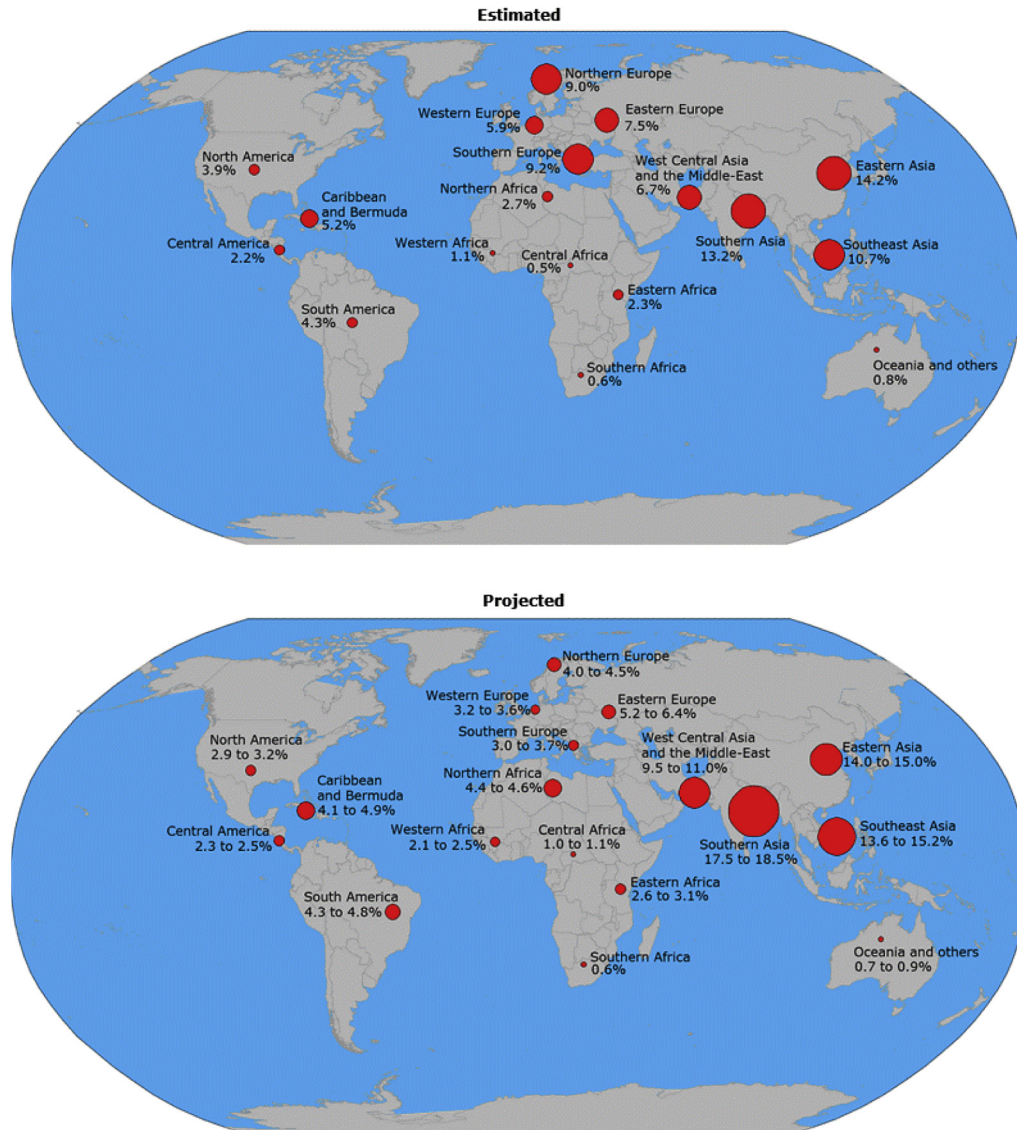 Estimated
Northern Europe
9.0%
Western Europe
5.9%
Eastern Europe
7.5%
Southern Europe
9.2%
West Central Asia
and the Middle-East
6.7%
Eastern Asia
14.2%
North America
3.9%
Northern Africa
2.7%
Caribbean
and Bermuda
5.2%
Southern Asia
13.2%
Southeast Asia
10.7%
Central America
2.2%
Western Africa
1.1%
Central Africa
0.5%
Eastern Africa
2.3%
South America
4.3%
Southern Africa
0.6%
Oceania and others
0.8%
Projected
Northern Europe
4.0 to 4.5%
Western Europe
3.2 to 3.6%
Eastern Europe
5.2 to 6.4%
Southern Europe
3.0 to 3.7%
West Central Asia
and the Middle-East
9.5 to 11.0%
Eastern Asia
14.0 to 15.0%
North America
2.9 to 3.2%
Northern Africa
4.4 to 4.6%
Caribbean
and Bermuda
4.1 to 4.9%
Central America
2.3 to 2.5%
Western Africa
2.1 to 2.5%
Central Africa
1.0 to 1.1%
Southern Asia
17.5 to 18.5%
Southeast Asia
13.6 to 15.2%
Eastern Africa
2.6 to 3.1%
South America
4.3 to 4.8%
Southern Africa
0.6%
Oceania and others
0.7 to 0.9%